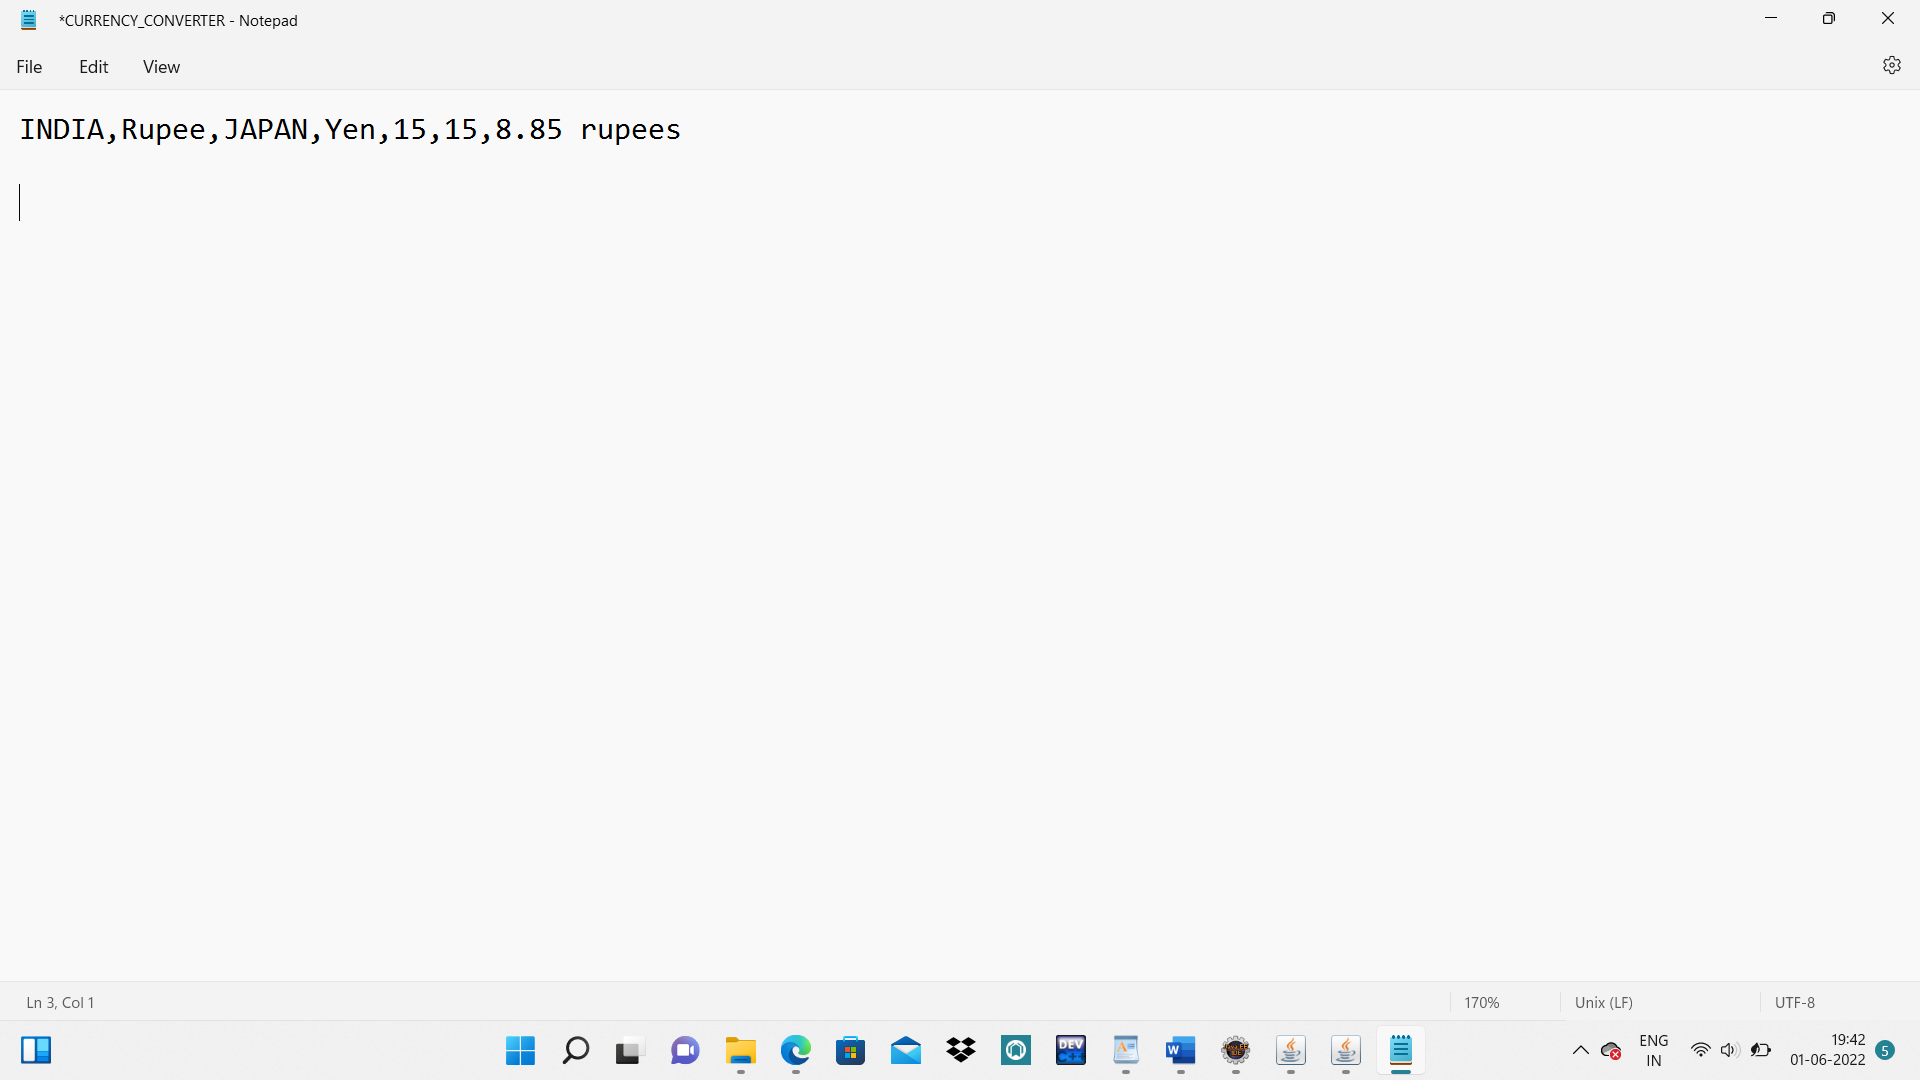 *CURRENCY_CONVERTER - Notepad
File Edit View
INDIA,Rupee,JAPAN,Yen,15,15,8.85 rupees
Ln 3, Col 1 170% Unix (LF) UTF-8
DEV
C++
A
W
ENG
IN
19:42
01-06-2022
5